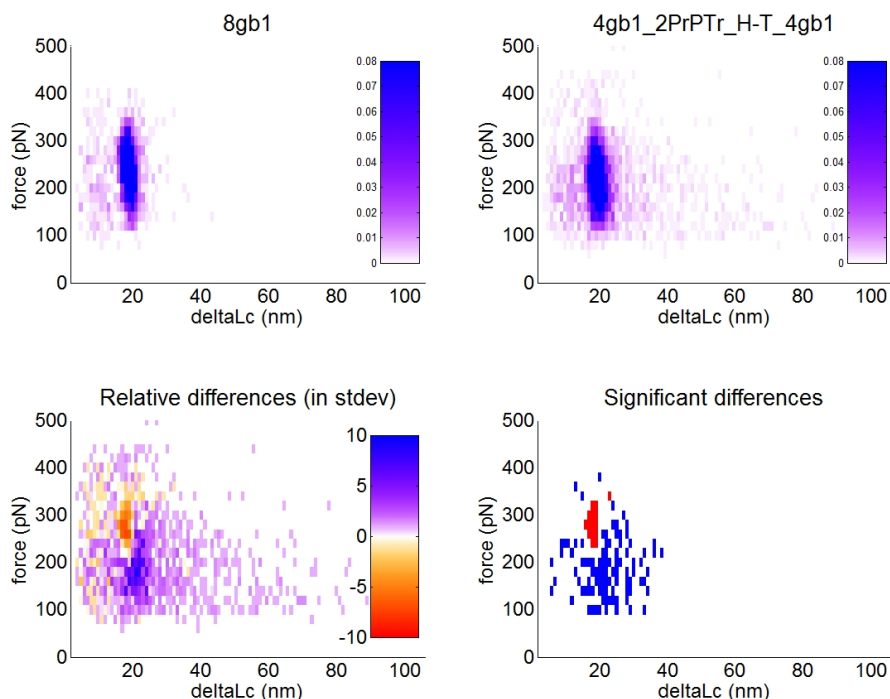 8gb1
4gb1_2PrPTr_H-T_4gb1
500
400
300
200
100
0
force (pN)
20 40 60 80 100
deltaLc (nm)
0.08
0.07
0.06
0.05
0.04
0.03
0.02
0.01
0
500
400
300
200
100
0
force (pN)
20 40 60 80 100
deltaLc (nm)
0.08
0.07
0.06
0.05
0.04
0.03
0.02
0.01
0
Relative differences (in stdev)
Significant differences
500
400
300
200
100
0
force (pN)
20 40 60 80 100
deltaLc (nm)
10
5
0
-5
-10
500
400
300
200
100
0
force (pN)
20 40 60 80 100
deltaLc (nm)